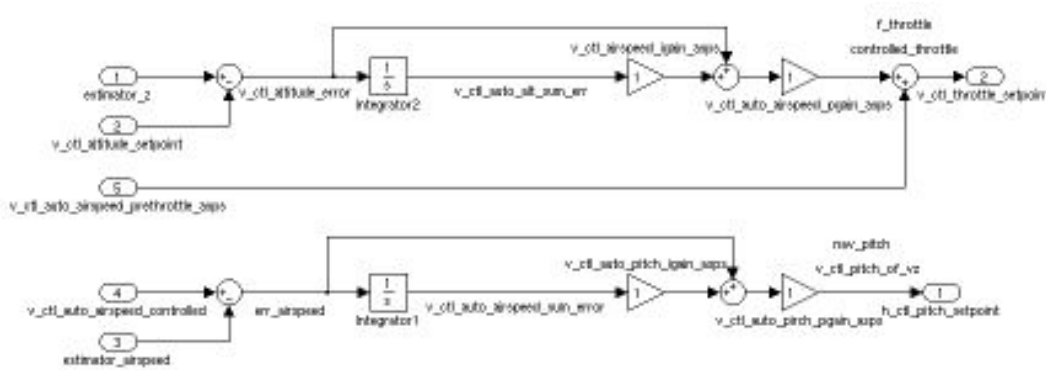 f_throttle
v_ctl_airspeed_igain_asps
controlled_throttle
1
1
s
1
1
2
estimator_z
v_ctl_altitude_error
Integrator2
v_ctl_auto_alt_sum_err
v_ctl_auto_airspeed_pgain_asps
v_ctl_throttle_setpoint
2
v_ctl_altitude_setpoint
5
v_ctl_auto_airspeed_prethrottle_asps
nav_pitch
v_ctl_auto_pitch_igain_asps
v_ctl_pitch_of_vz
4
1
s
1
1
1
v_ctl_auto_airspeed_controlled
err_airspeed
Integrator1
v_ctl_auto_airspeed_sum_error
v_ctl_auto_pitch_pgain_asps
h_ctl_pitch_setpoint
3
estimator_airspeed